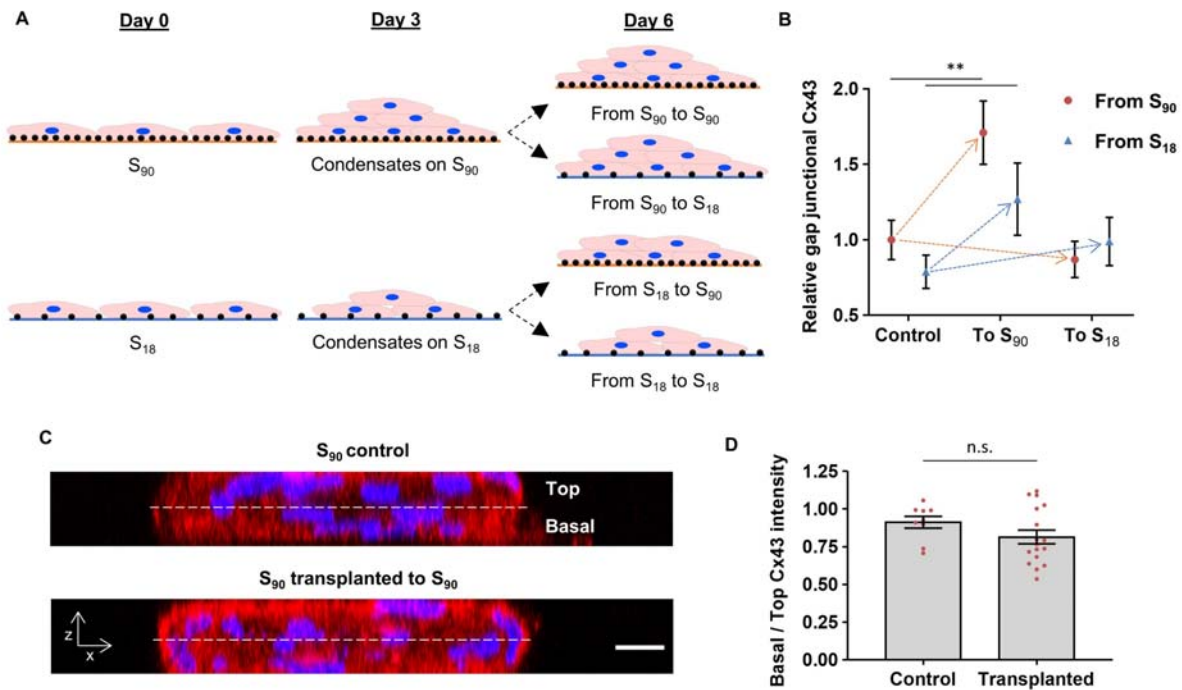 A
Day 0
Day 3
Day 6
S90
Condensates on S90
From S90 to S90
From S90 to S18
S18
Condensates on S18
From S18 to S90
From S18 to S18
B
**
2.0
1.5
1.0
0.5
Relative gap junctional Cx43
Control
To S90
To S18
From S90
From S18
C
S90 control
Top
Basal
S90 transplanted to S90
z
x
D
n.s.
1.25
1.00
0.75
0.50
0.25
0.00
Basal / Top Cx43 intensity
Control
Transplanted